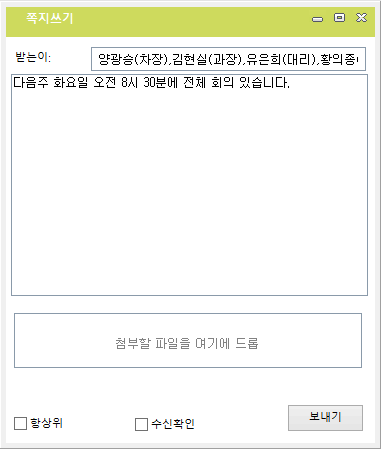 쪽지쓰기
받는이: 양광승(차장),김현실(과장),유은희(대리),황의종
다음주 화요일 오전 8시 30분에 전체 회의 있습니다.
첨부할 파일을 여기에 드롭
항상위 수신확인 보내기